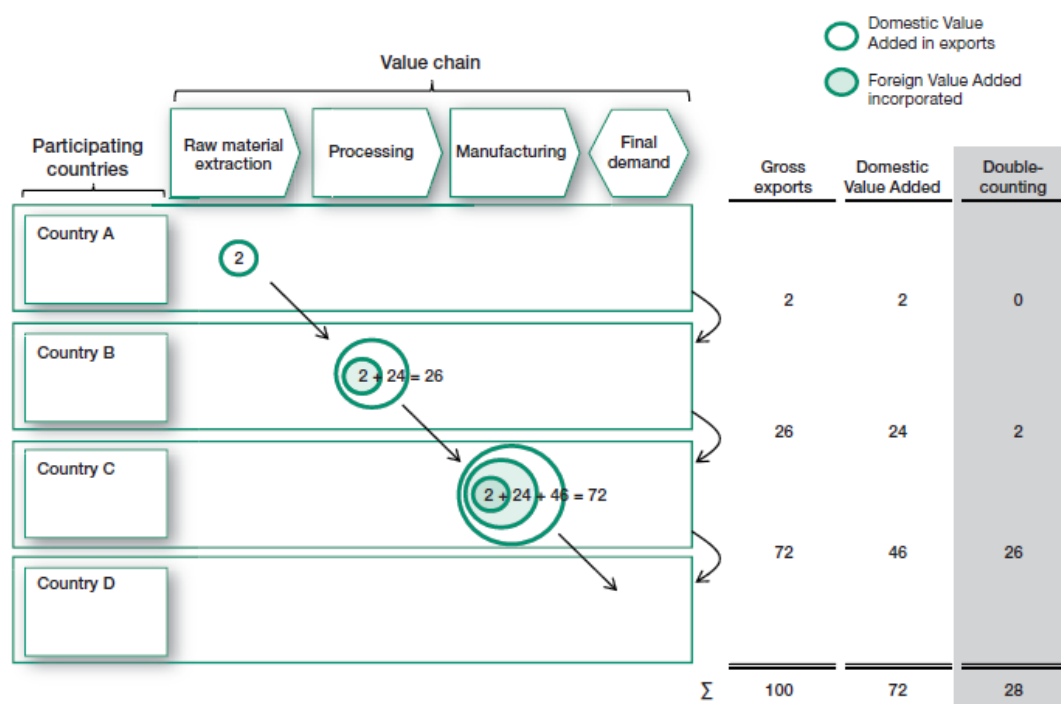 Domestic Value
Added in exports
Foreign Value Added
incorporated
Value chain
Participating
countries
Raw material
extraction
Processing
Manufacturing
Final
demand
Gross
exports
Domestic
Value Added
Double-
counting
Country A
2
2 2 0
Country B
2 + 24 = 26
26 24 2
Country C
2 + 24 + 46 = 72
72 46 26
Country D
Σ 100 72 28